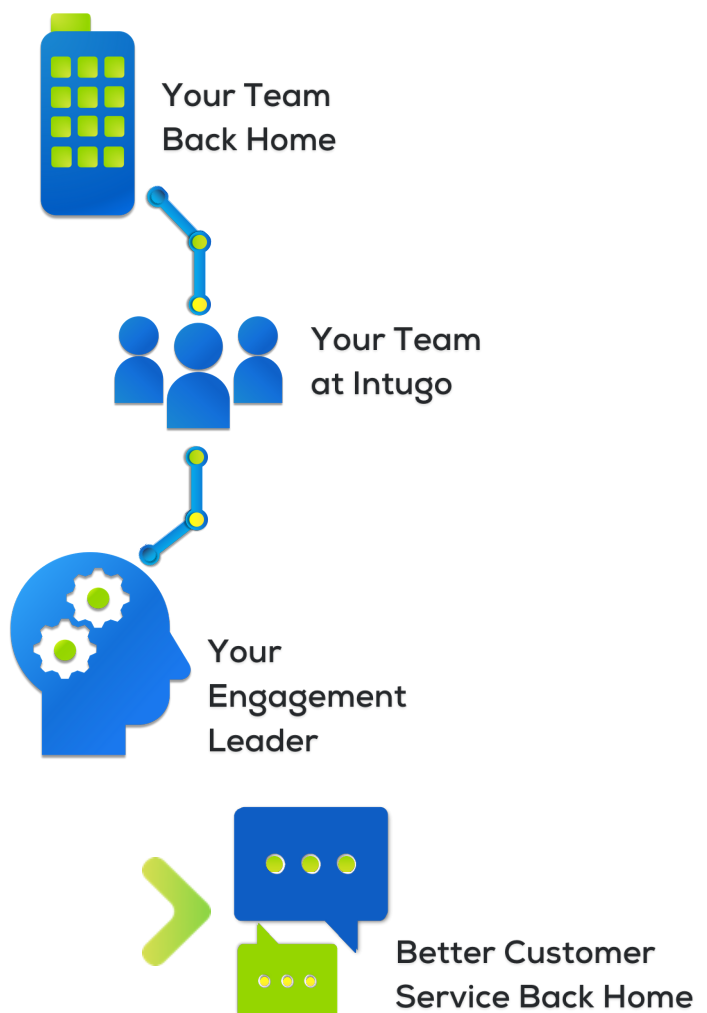 Your Team
Back Home
Your Team
at Intugo
Your
Engagement
Leader
Better Customer
Service Back Home